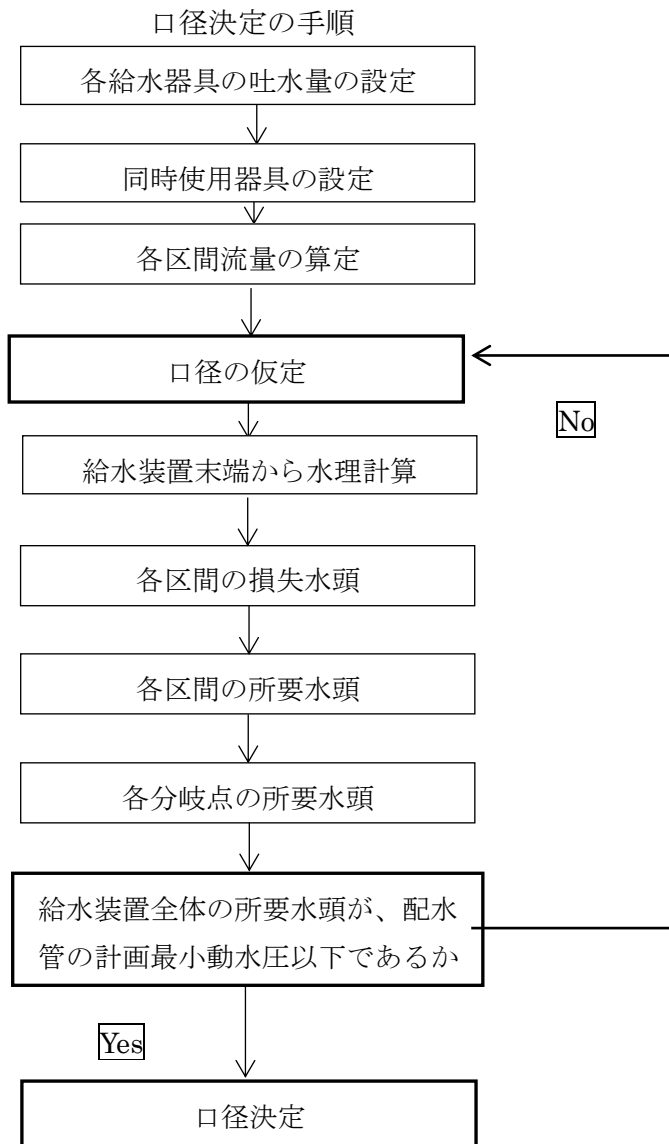 口径決定の手順
各給水器具の吐水量の設定
同時使用器具の設定
各区間流量の算定
口径の仮定
No
給水装置末端から水理計算
各区間の損失水頭
各区間の所要水頭
各分岐点の所要水頭
給水装置全体の所要水頭が、配水
管の計画最小動水圧以下であるか
Yes
口径決定